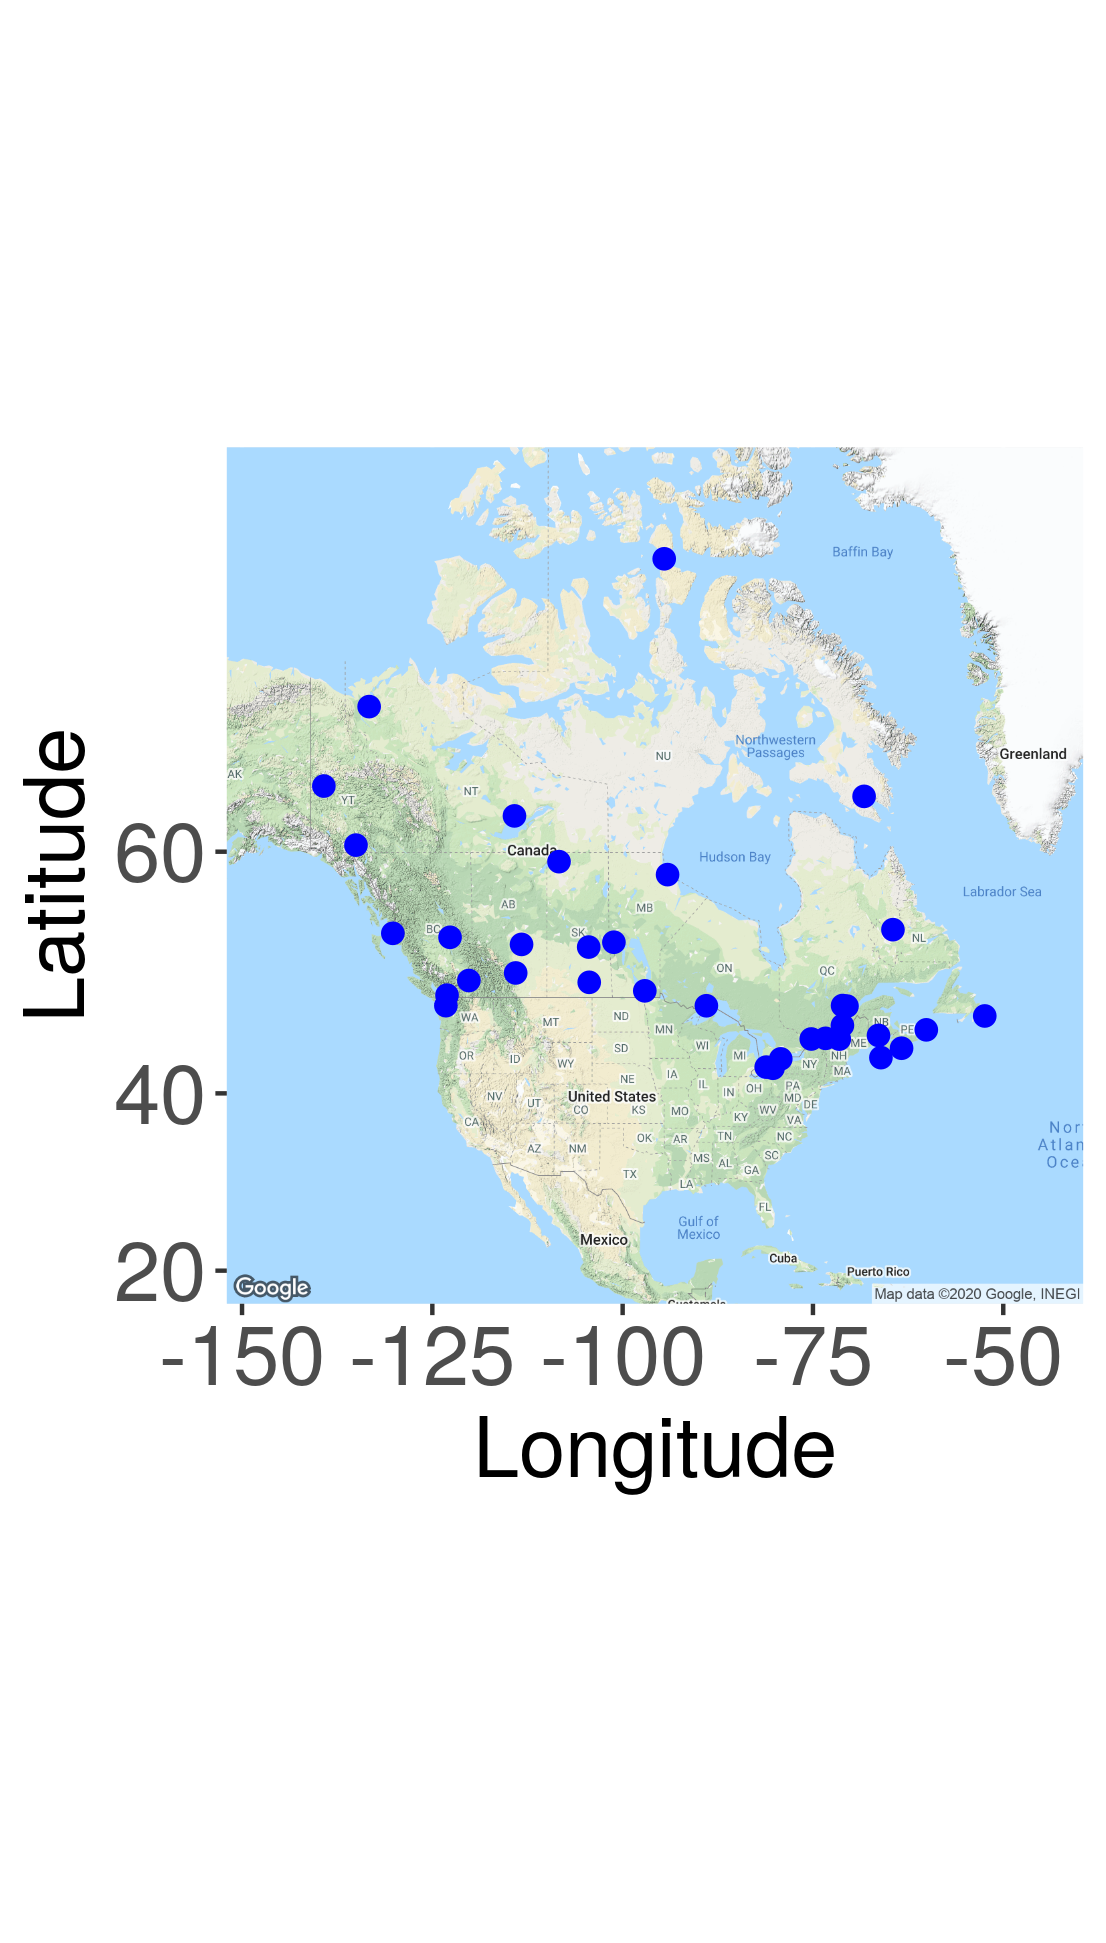 Baffin Bay
Northwestern
Passages
Greenland
NU
AK
YT
NT
Canada
Hudson Bay
Labrador Sea
AB
MB
BC
SK
NL
ON
QC
WA
MT
ND
MN
NB
PE
ME
OR
ID
WY
SD
WI
MI
NY
NH
MA
NV
UT
CO
NE
IA
IL
IN
OH
PA
MD
DE
United States
KS
MO
KY
WV
VA
CA
AZ
NM
OK
AR
TN
NC
SC
MS
AL
GA
TX
LA
FL
Nor
Atlan
Oce
Gulf of
Mexico
Mexico
Cuba
Puerto Rico
Guatemala
Google
Map data ©2020 Google, INEGI
Latitude
60
40
20
-150 -125 -100 -75 -50
Longitude